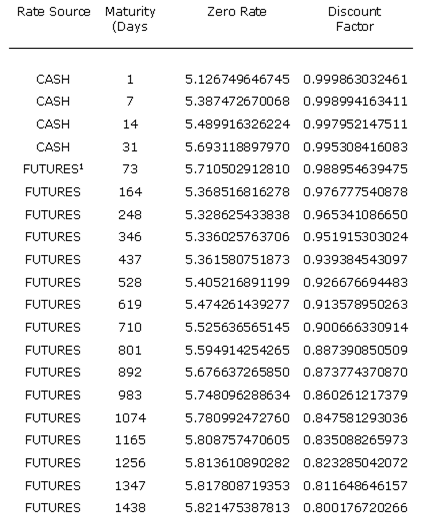 Rate Source Maturity Zero Rate Discount
(Days Factor
CASH 1 5.126749646745 0.999863032461
CASH 7 5.387472670068 0.998994163411
CASH 14 5.489916326224 0.997952147511
CASH 31 5.693118897970 0.995308416083
FUTURES¹ 73 5.710502912810 0.988954639475
FUTURES 164 5.368516816278 0.976777540878
FUTURES 248 5.328625433838 0.965341086650
FUTURES 346 5.336025763706 0.951915303024
FUTURES 437 5.361580751873 0.939384543097
FUTURES 528 5.405216891199 0.926676694483
FUTURES 619 5.474261439277 0.913578950263
FUTURES 710 5.525636565145 0.900666330914
FUTURES 801 5.594914254265 0.887390850509
FUTURES 892 5.676637265850 0.873774370870
FUTURES 983 5.748096288634 0.860261217379
FUTURES 1074 5.780992472760 0.847581293036
FUTURES 1165 5.808757470605 0.835088265973
FUTURES 1256 5.813610890282 0.823285042072
FUTURES 1347 5.817808719353 0.811648646157
FUTURES 1438 5.821475387813 0.800176720266